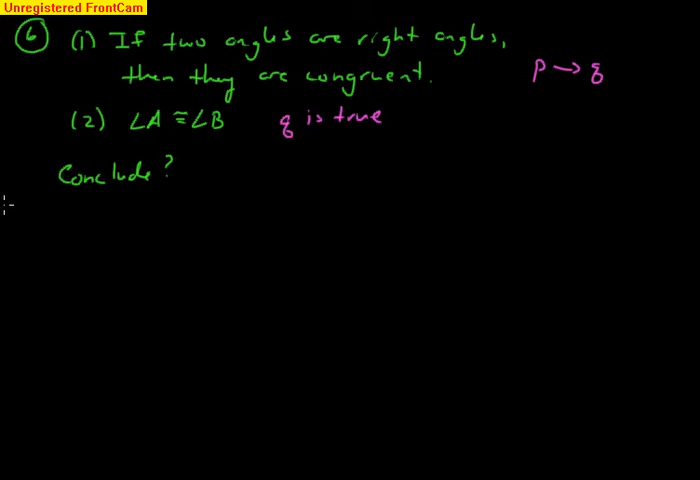 Unregistered FrontCam
6 (1) If two angles are right angles,
then they are congruent. p → q
(2) ∠A ≅ ∠B q is true
Conclude?